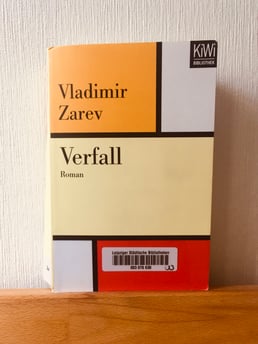 KiWi
BIBLIOTHEK
Vladimir
Zarev
Verfall
Roman
Leipziger Städtische Bibliotheken